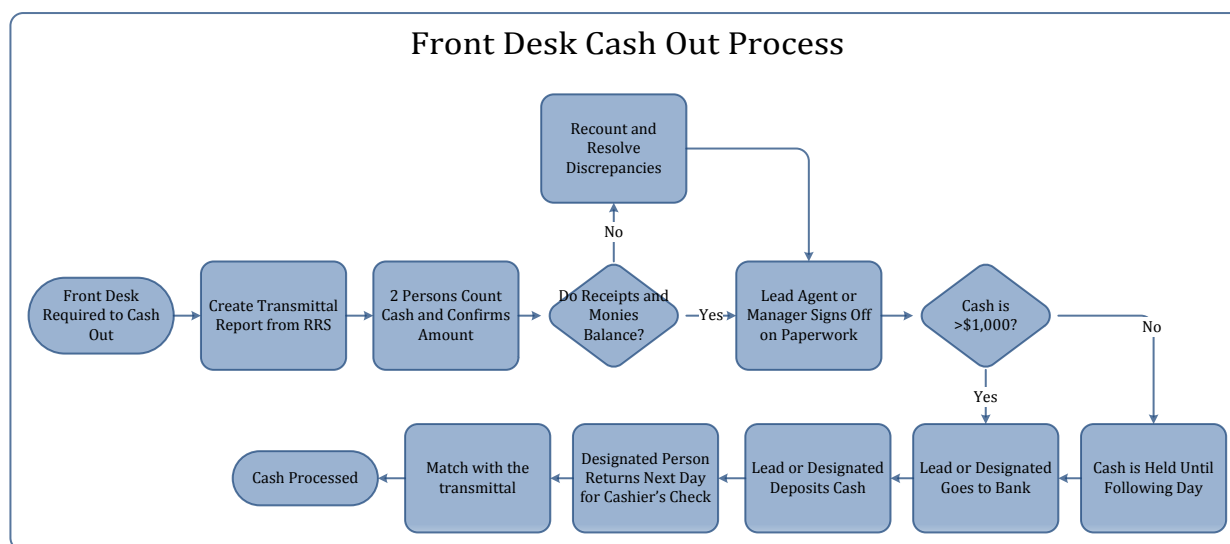 Front Desk Cash Out Process
Recount and
Resolve
Discrepancies
No
Front Desk
Required to Cash
Out
Create Transmittal
Report from RRS
2 Persons Count
Cash and Confirms
Amount
Do Receipts and
Monies
Balance?
Yes
Lead Agent or
Manager Signs Off
on Paperwork
Cash is
>$1,000?
No
Yes
Cash is Held Until
Following Day
Lead or Designated
Goes to Bank
Lead or Designated
Deposits Cash
Designated Person
Returns Next Day
for Cashier’s Check
Match with the
transmittal
Cash Processed